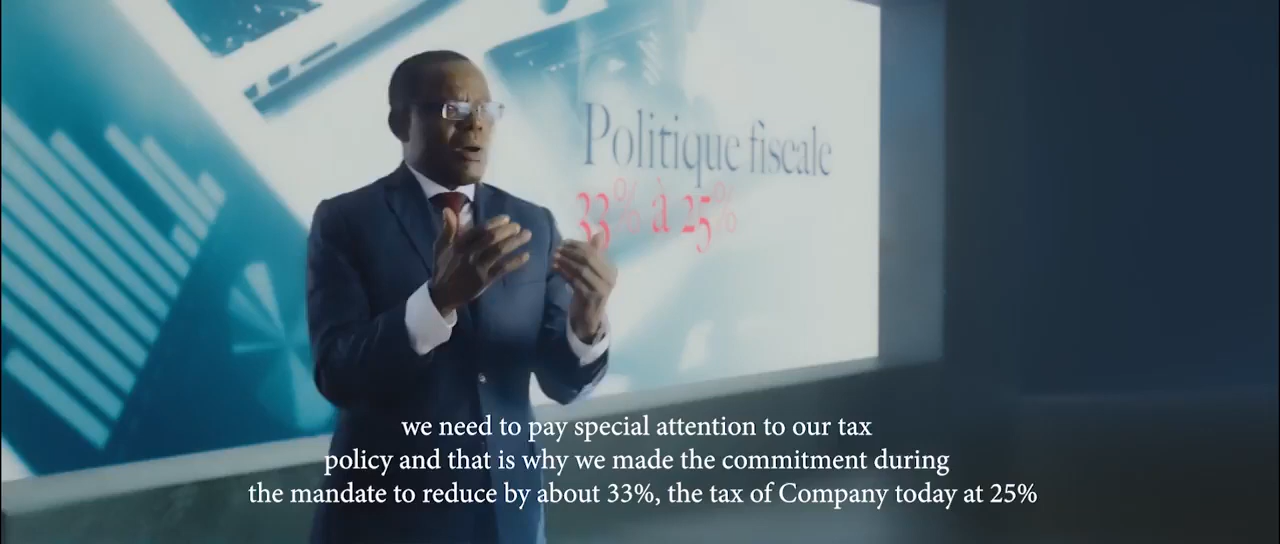 Politique fiscale
33% à 25%
we need to pay special attention to our tax
policy and that is why we made the commitment during
the mandate to reduce by about 33%, the tax of Company today at 25%